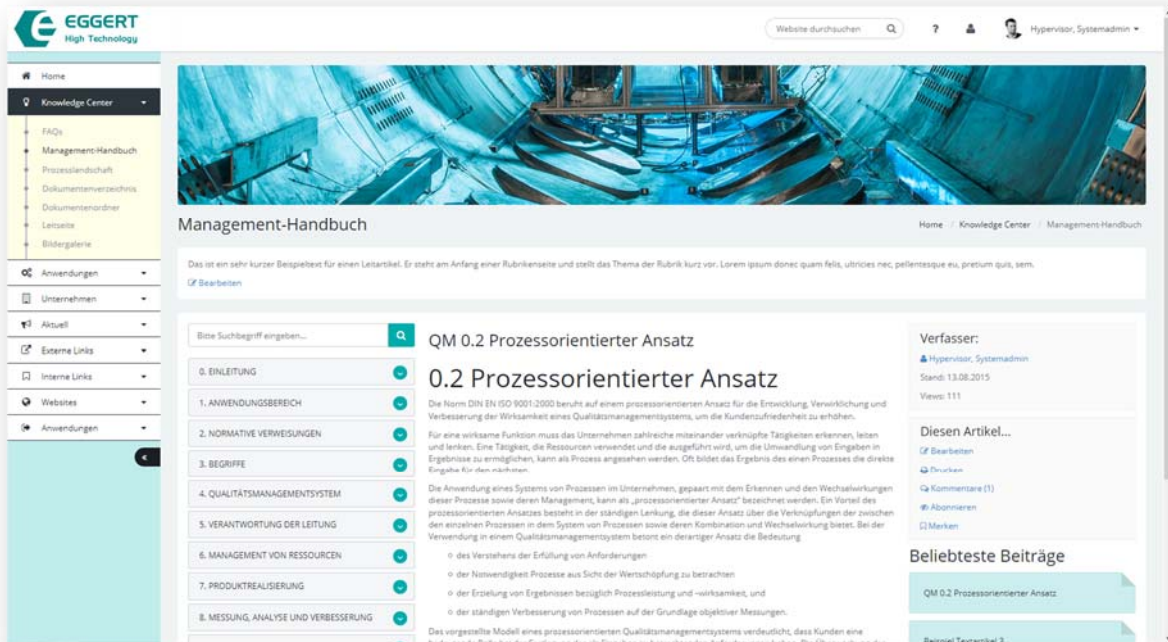 EGGERT
High Technology
Website durchsuchen
?
Hypervisor, Systemadmin
Home
Knowledge Center
FAQs
Management-Handbuch
Prozesslandschaft
Dokumentenverzeichnis
Dokumentenordner
Leitseite
Bildergalerie
Anwendungen
Unternehmen
Aktuell
Externe Links
Interne Links
Websites
Anwendungen
Management-Handbuch
Home / Knowledge Center / Management-Handbuch
Das ist ein sehr kurzer Beispieltext für einen Leitartikel. Er steht am Anfang einer Rubrikenseite und stellt das Thema der Rubrik kurz vor. Lorem ipsum donec quam felis, ultricies nec, pellentesque eu, pretium quis, sem.
Bearbeiten
Bitte Suchbegriff eingeben...
0. EINLEITUNG
1. ANWENDUNGSBEREICH
2. NORMATIVE VERWEISUNGEN
3. BEGRIFFE
4. QUALITÄTSMANAGEMENTSYSTEM
5. VERANTWORTUNG DER LEITUNG
6. MANAGEMENT VON RESSOURCEN
7. PRODUKTREALISIERUNG
8. MESSUNG, ANALYSE UND VERBESSERUNG
QM 0.2 Prozessorientierter Ansatz
0.2 Prozessorientierter Ansatz
Die Norm DIN EN ISO 9001:2000 beruht auf einem prozessorientierten Ansatz für die Entwicklung, Verwirklichung und
Verbesserung der Wirksamkeit eines Qualitätsmanagementsystems, um die Kundenzufriedenheit zu erhöhen.
Für eine wirksame Funktion muss das Unternehmen zahlreiche miteinander verknüpfte Tätigkeiten erkennen, leiten
und lenken. Eine Tätigkeit, die Ressourcen verwendet und die ausgeführt wird, um die Umwandlung von Eingaben in
Ergebnisse zu ermöglichen, kann als Prozess angesehen werden. Oft bildet das Ergebnis des einen Prozesses die direkte
Eingabe für den nächsten.
Die Anwendung eines Systems von Prozessen im Unternehmen, gepaart mit dem Erkennen und den Wechselwirkungen
dieser Prozesse sowie deren Management, kann als „prozessorientierter Ansatz" bezeichnet werden. Ein Vorteil des
prozessorientierten Ansatzes besteht in der ständigen Lenkung, die dieser Ansatz über die Verknüpfungen der zwischen
den einzelnen Prozessen in dem System von Prozessen sowie deren Kombination und Wechselwirkung bietet. Bei der
Verwendung in einem Qualitätsmanagementsystem betont ein derartiger Ansatz die Bedeutung
des Verstehens der Erfüllung von Anforderungen
der Notwendigkeit Prozesse aus Sicht der Wertschöpfung zu betrachten
der Erzielung von Ergebnissen bezüglich Prozessleistung und –wirksamkeit, und
der ständigen Verbesserung von Prozessen auf der Grundlage objektiver Messungen.
Das vorgestellte Modell eines prozessorientierten Qualitätsmanagementsystems verdeutlicht, dass Kunden eine
Verfasser:
Hypervisor, Systemadmin
Stand: 13.08.2015
Views: 111
Diesen Artikel...
Bearbeiten
Drucken
Kommentare (1)
Abonnieren
Merken
Beliebteste Beiträge
QM 0.2 Prozessorientierter Ansatz
Beispiel Textartikel 3